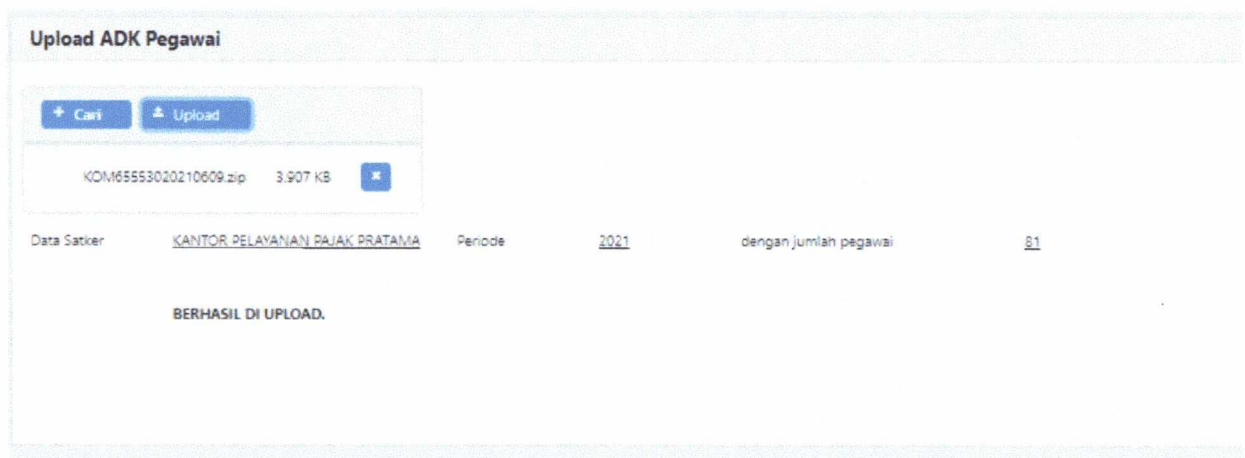 Upload ADK Pegawai
+ Cari Upload
KOM65553020210609.zip 3.907 KB x
Data Satker KANTOR PELAYANAN PAJAK PRATAMA Periode 2021 dengan jumlah pegawai 81
BERHASIL DI UPLOAD.